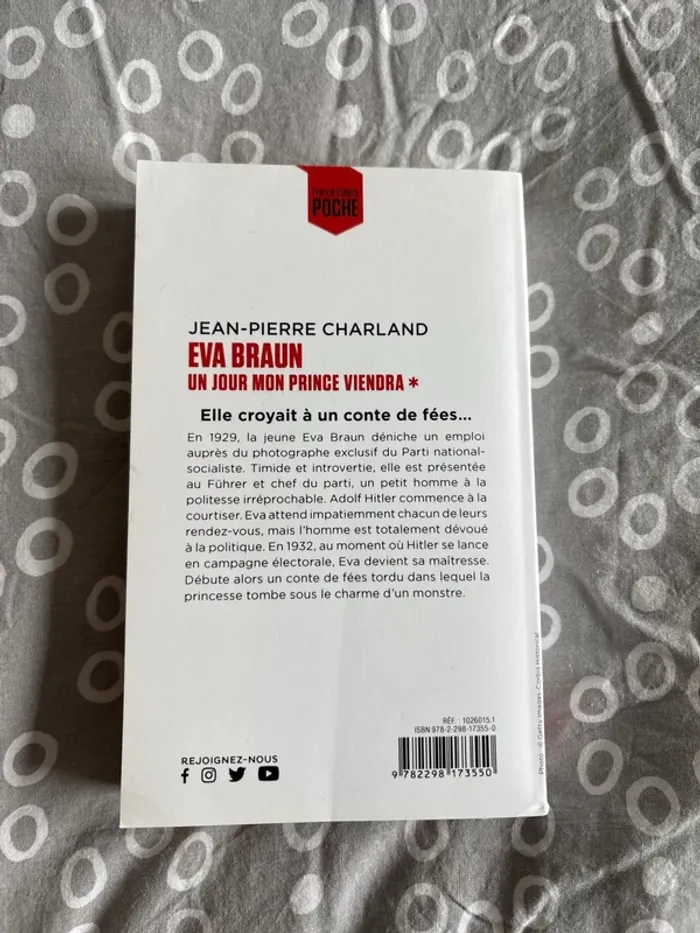 TERRITOIRES
POCHE
JEAN-PIERRE CHARLAND
EVA BRAUN
UN JOUR MON PRINCE VIENDRA *
Elle croyait à un conte de fées...
En 1929, la jeune Eva Braun déniche un emploi
auprès du photographe exclusif du Parti national-
socialiste. Timide et introvertie, elle est présentée
au Führer et chef du parti, un petit homme à la
politesse irréprochable. Adolf Hitler commence à la
courtiser. Eva attend impatiemment chacun de leurs
rendez-vous, mais l'homme est totalement dévoué
à la politique. En 1932, au moment où Hitler se lance
en campagne électorale, Eva devient sa maîtresse.
Débute alors un conte de fées tordu dans lequel la
princesse tombe sous le charme d'un monstre.
Photo : © Getty Images-Corbis Historical
RÉF. : 1026015.1
ISBN 978-2-298-17355-0
9 782298 173550
REJOIGNEZ-NOUS